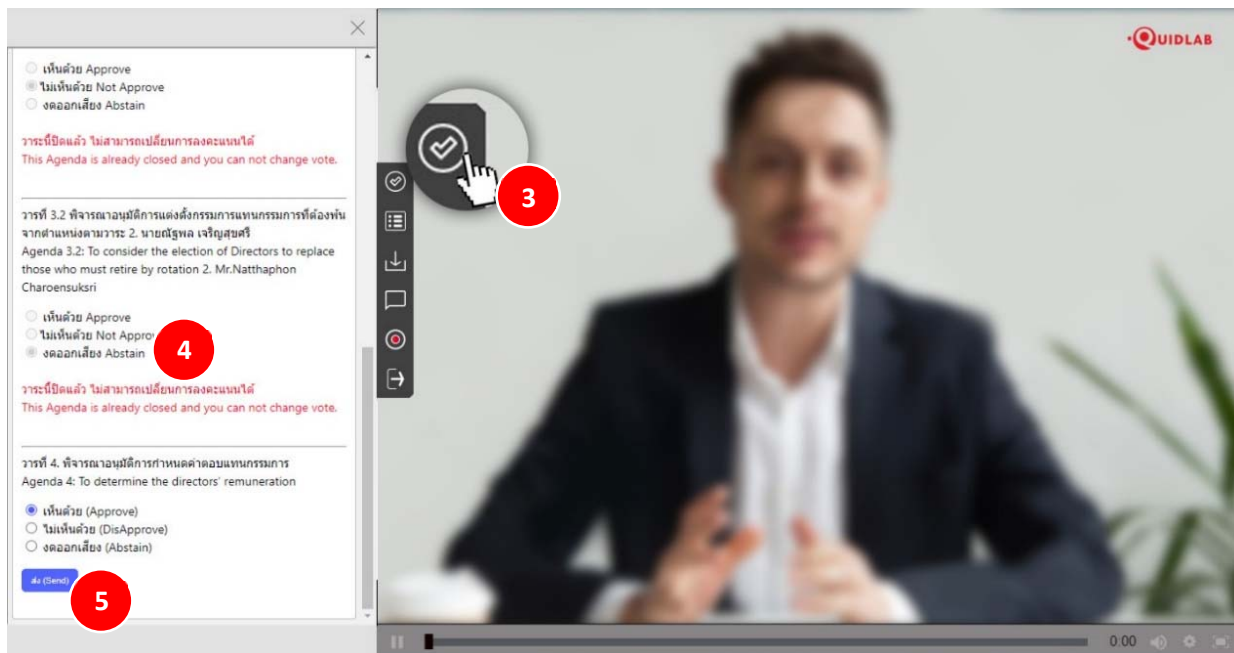 เห็นด้วย Approve
ไม่เห็นด้วย Not Approve
งดออกเสียง Abstain
วาระนี้ปิดแล้ว ไม่สามารถเปลี่ยนการลงคะแนนได้
This Agenda is already closed and you can not change vote.
วารที่ 3.2 พิจารณาอนุมัติการแต่งตั้งกรรมการแทนกรรมการที่ต้องพ้น
จากตำแหน่งตามวาระ 2. นายณัฐพล เจริญสุขศรี
Agenda 3.2: To consider the election of Directors to replace
those who must retire by rotation 2. Mr.Natthaphon
Charoensuksri
เห็นด้วย Approve
ไม่เห็นด้วย Not Appro
งดออกเสียง Abstain
4
วาระนี้ปิดแล้ว ไม่สามารถเปลี่ยนการลงคะแนนได้
This Agenda is already closed and you can not change vote.
วารที่ 4. พิจารณาอนุมัติการกำหนดค่าตอบแทนกรรมการ
Agenda 4: To determine the directors' remuneration
เห็นด้วย (Approve)
ไม่เห็นด้วย (DisApprove)
งดออกเสียง (Abstain)
ส่ง (Send)
5
QUIDLAB
3
0:00